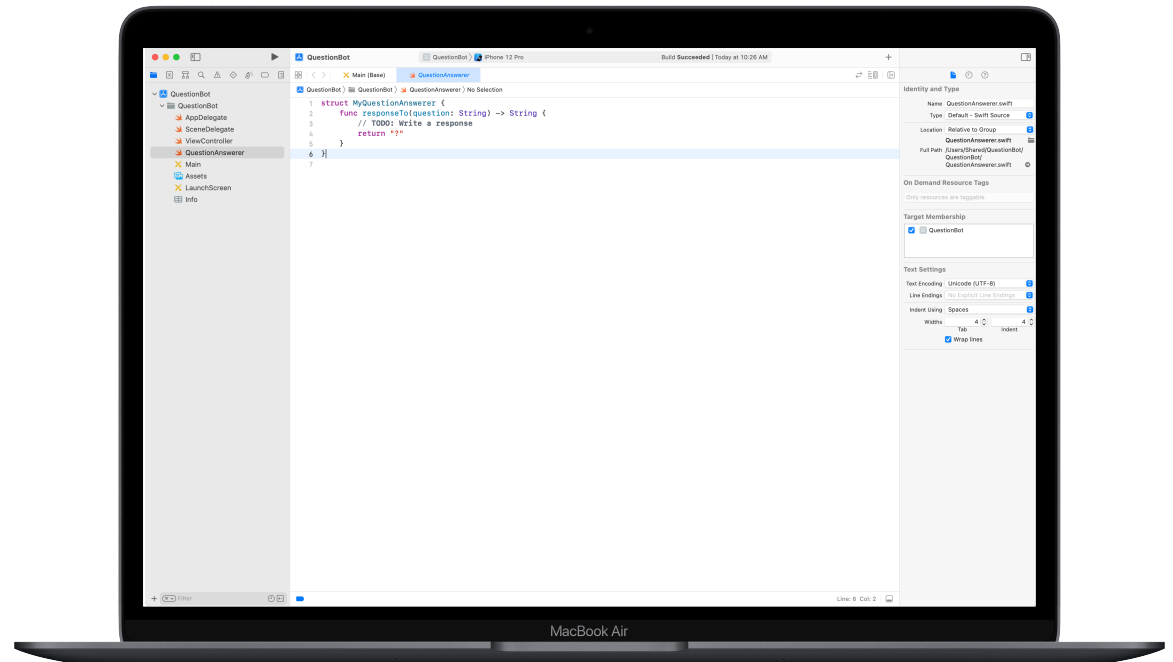 QuestionBot
QuestionBot 〉 iPhone 12 Pro
Build Succeeded | Today at 10:26 AM
Main (Base)
QuestionAnswerer
QuestionBot 〉 QuestionBot 〉 QuestionAnswerer 〉 No Selection
QuestionBot
QuestionBot
AppDelegate
SceneDelegate
ViewController
QuestionAnswerer
Main
Assets
LaunchScreen
Info
Filter
1 struct MyQuestionAnswerer {
2 func responseTo(question: String) -> String {
3 // TODO: Write a response
4 return "?"
5 }
6 }
7
Line: 6 Col: 2
Identity and Type
Name QuestionAnswerer.swift
Type Default - Swift Source
Location Relative to Group
QuestionAnswerer.swift
Full Path /Users/Shared/QuestionBot/
QuestionBot/
QuestionAnswerer.swift
On Demand Resource Tags
Only resources are taggable
Target Membership
QuestionBot
Text Settings
Text Encoding Unicode (UTF-8)
Line Endings No Explicit Line Endings
Indent Using Spaces
Widths 4 4
Tab Indent
Wrap lines
MacBook Air